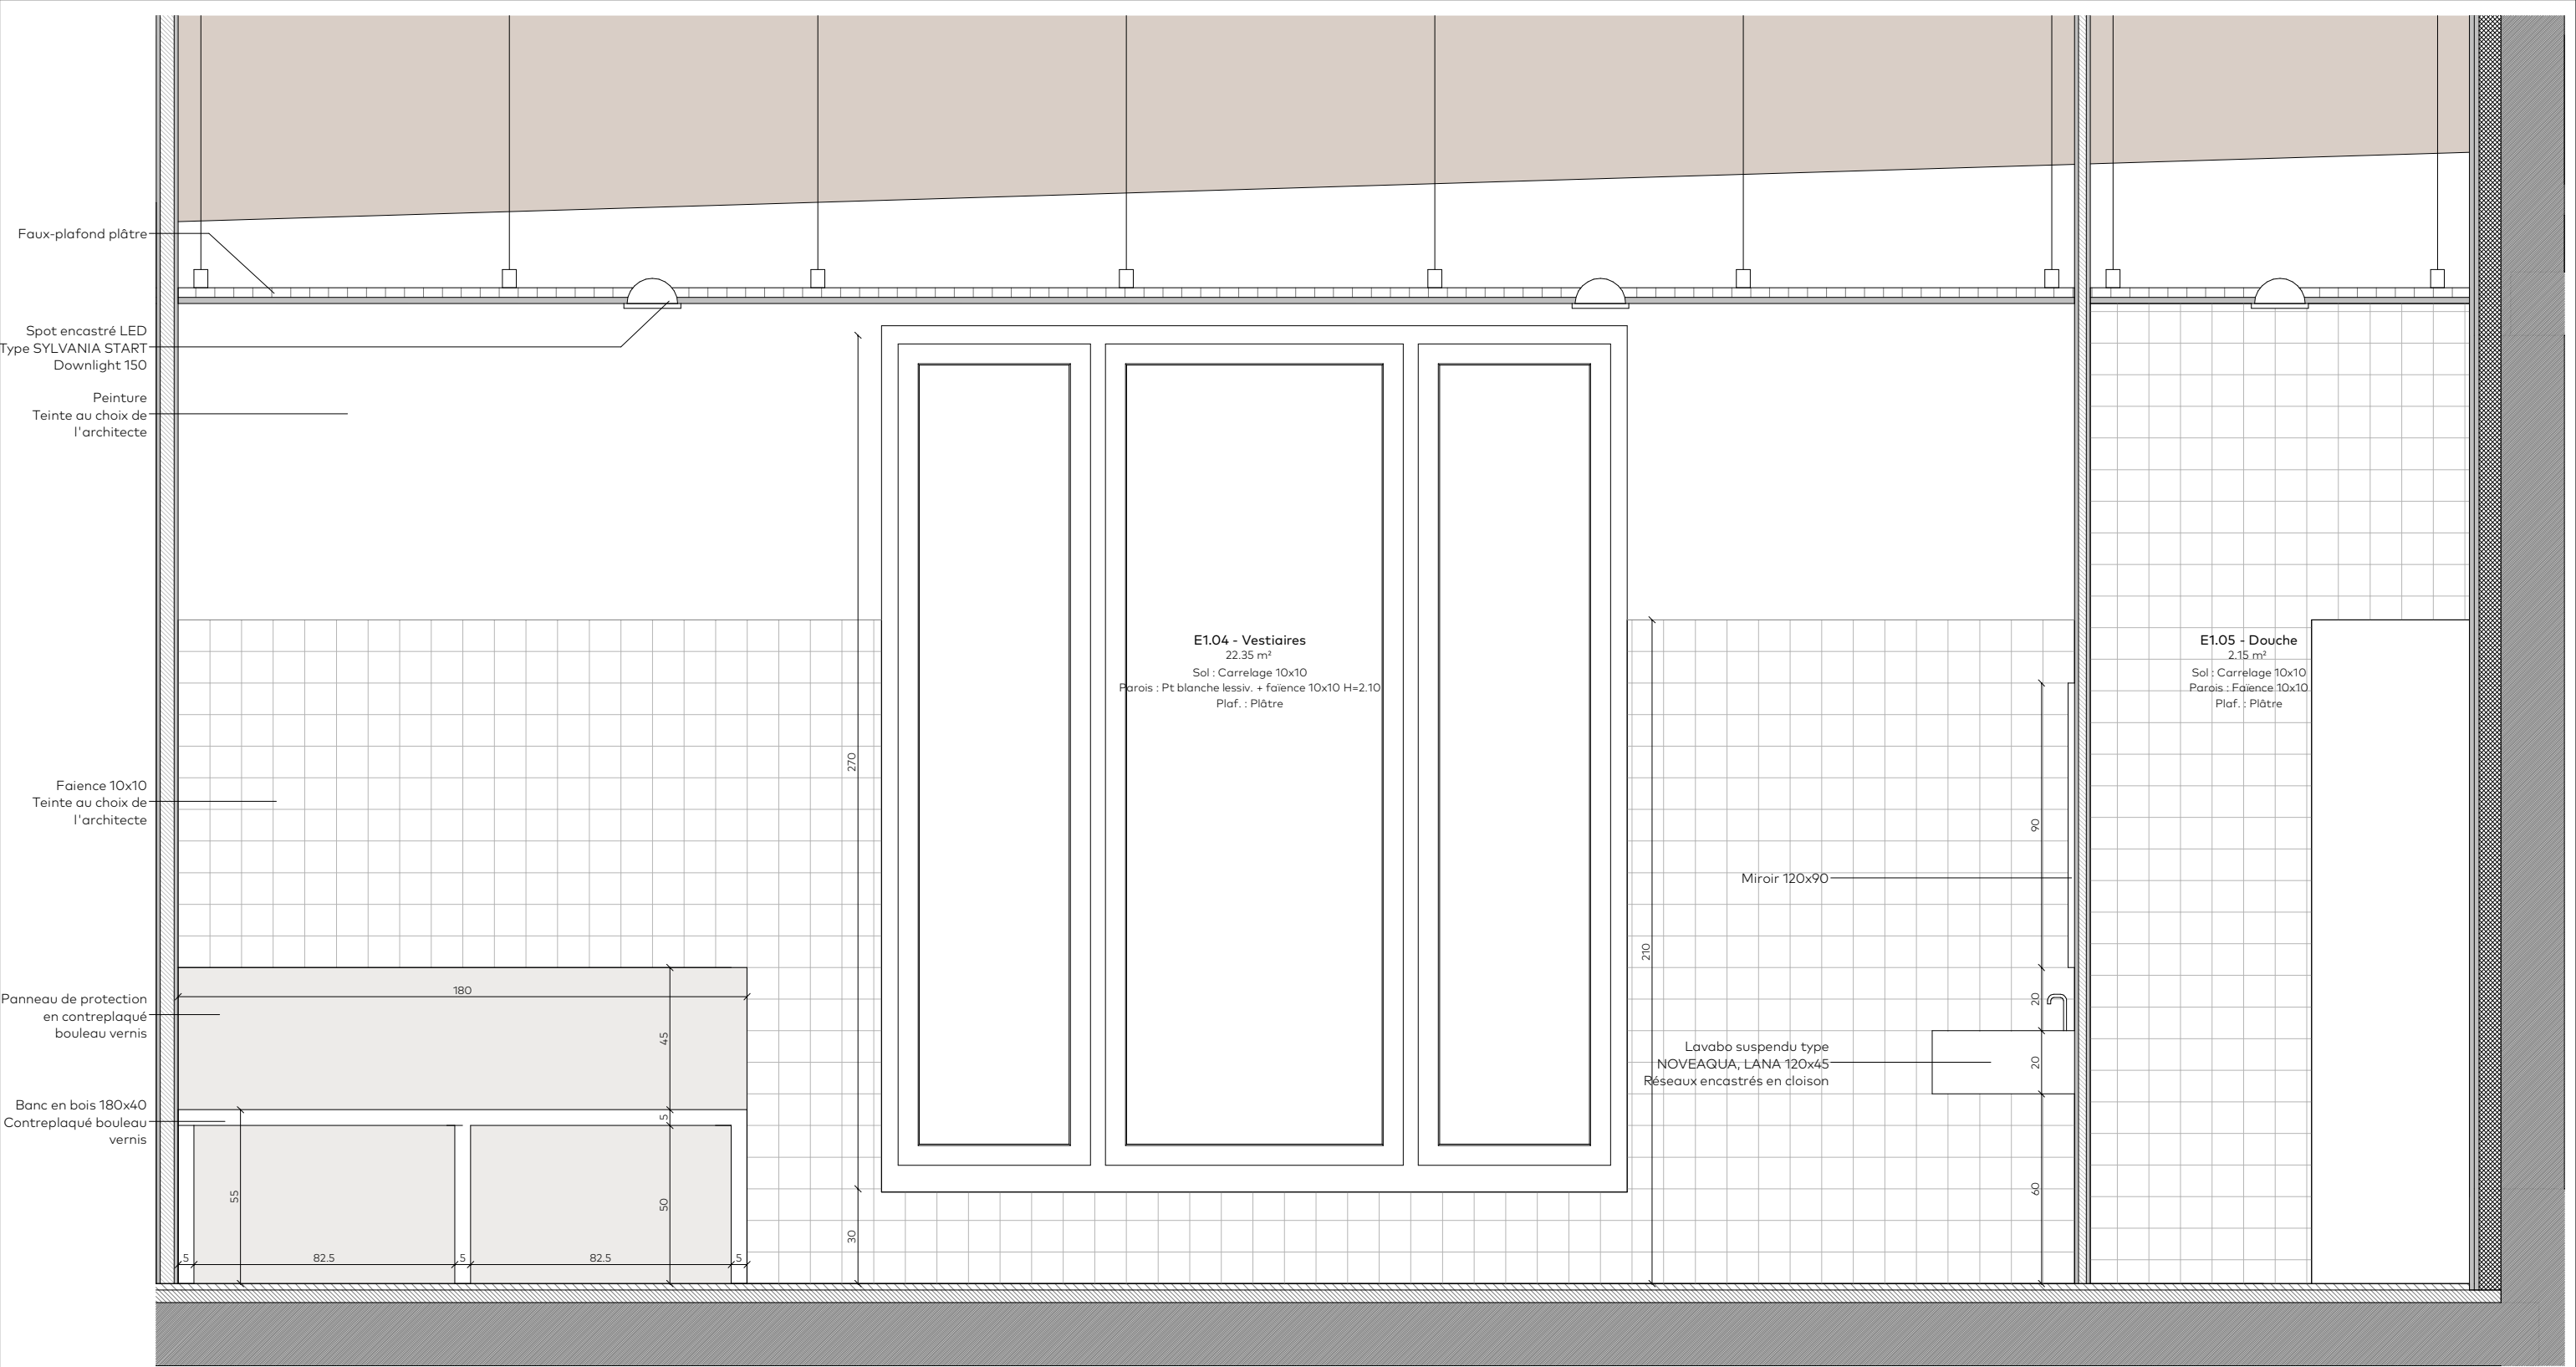 Faux-plafond plâtre
Spot encastré LED
Type SYLVANIA START
Downlight 150
Peinture
Teinte au choix de
l'architecte
E1.04 - Vestiaires
22.35 m²
Sol : Carrelage 10x10
Parois : Pt blanche lessiv. + faïence 10x10 H=2.10
Plaf. : Plâtre
E1.05 - Douche
2.15 m²
Sol : Carrelage 10x10
Parois : Faïence 10x10
Plaf. : Plâtre
270
Faience 10x10
Teinte au choix de
l'architecte
90
Miroir 120x90
210
Panneau de protection
en contreplaqué
bouleau vernis
180
45
20
Lavabo suspendu type
NOVEAQUA, LANA 120x45
Réseaux encastrés en cloison
20
Banc en bois 180x40
Contreplaqué bouleau
vernis
5
55
50
60
30
5
82.5
5
82.5
5